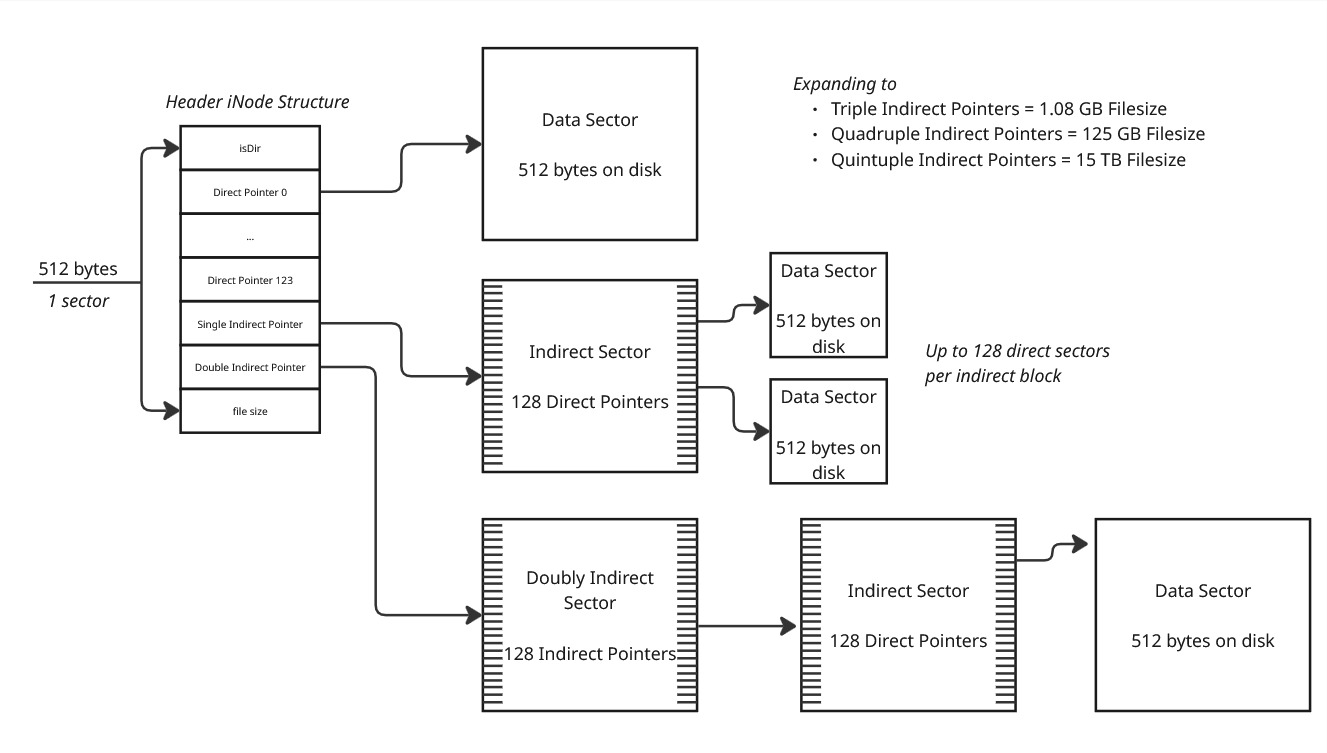 Header iNode Structure
isDir
Direct Pointer 0
...
Direct Pointer 123
Single Indirect Pointer
Double Indirect Pointer
file size
512 bytes
1 sector
Data Sector
512 bytes on disk
Expanding to
· Triple Indirect Pointers = 1.08 GB Filesize
· Quadruple Indirect Pointers = 125 GB Filesize
· Quintuple Indirect Pointers = 15 TB Filesize
Indirect Sector
128 Direct Pointers
Data Sector
512 bytes on
disk
Data Sector
512 bytes on
disk
Up to 128 direct sectors
per indirect block
Doubly Indirect
Sector
128 Indirect Pointers
Indirect Sector
128 Direct Pointers
Data Sector
512 bytes on disk